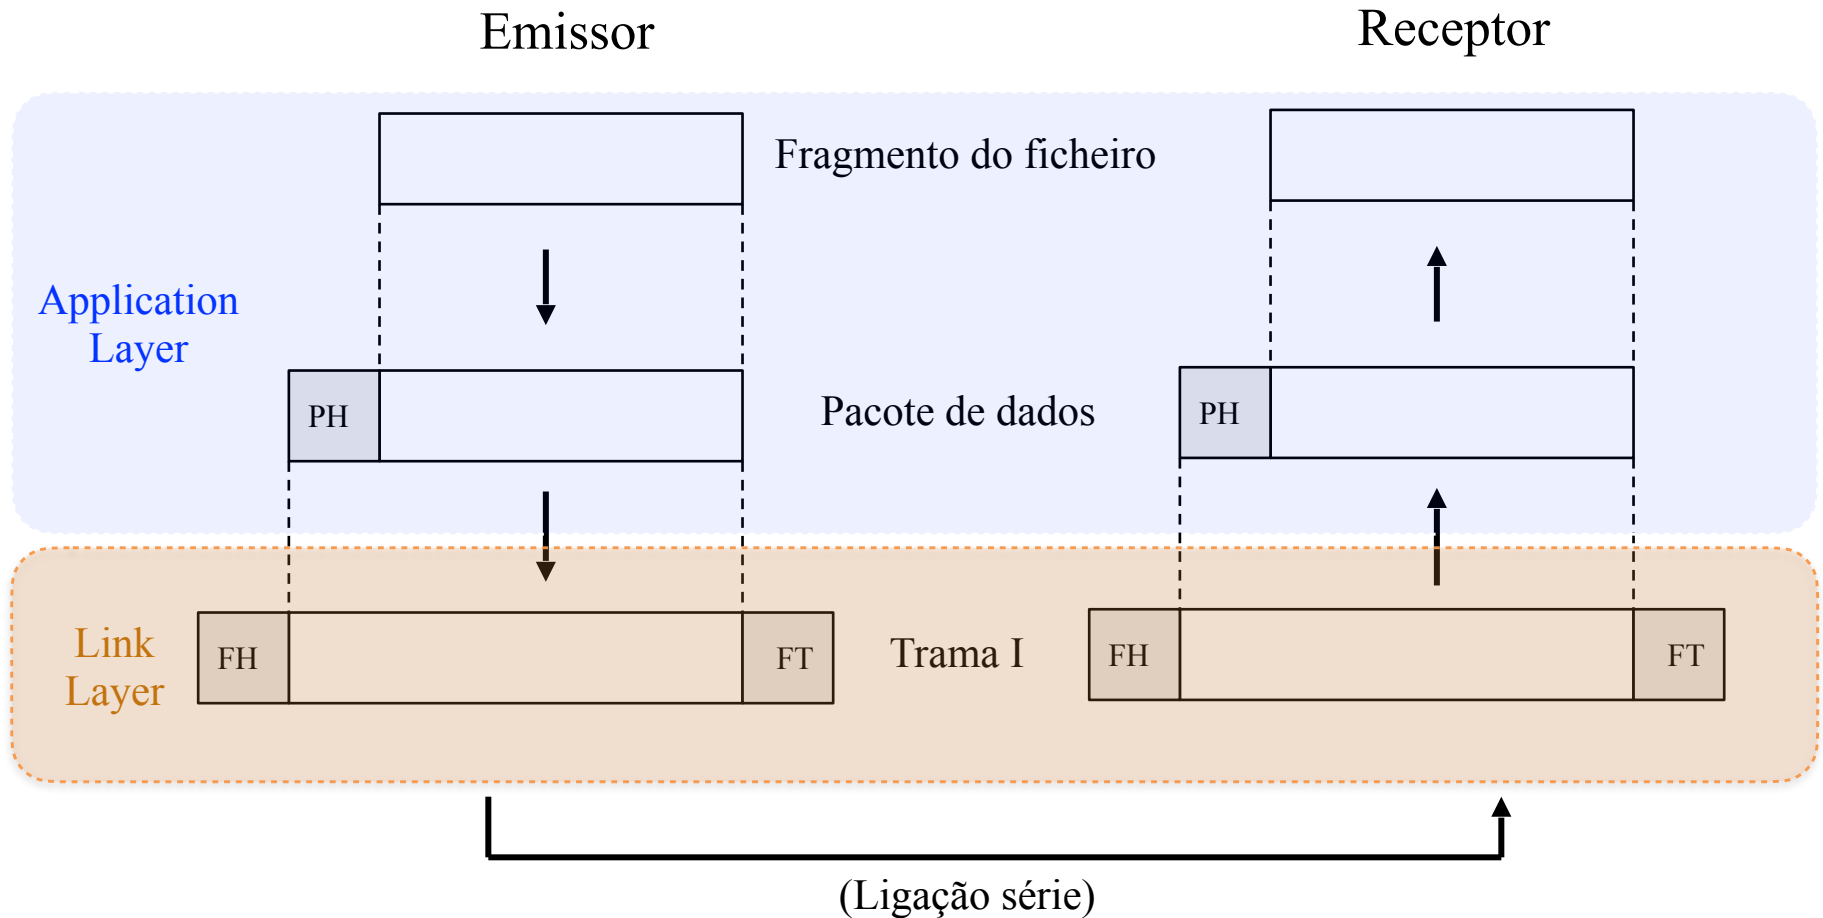 Emissor
Receptor
Fragmento do ficheiro
Application
Layer
PH
Pacote de dados
PH
Link
Layer
FH
FT
Trama I
FH
FT
(Ligação série)